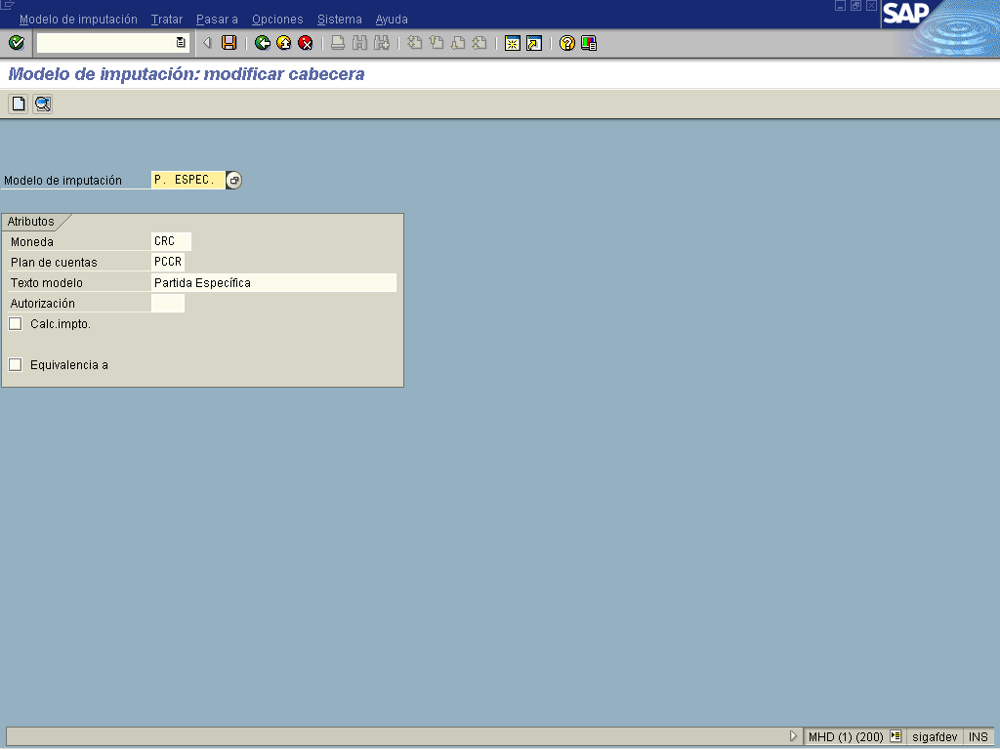 Modelo de imputación Tratar Pasar a Opciones Sistema Ayuda
SAP
Modelo de imputación: modificar cabecera
Modelo de imputación P. ESPEC.
Atributos
Moneda CRC
Plan de cuentas PCCR
Texto modelo Partida Específica
Autorización
Calc.impto.
Equivalencia a
MHD (1) (200) sigafdev INS